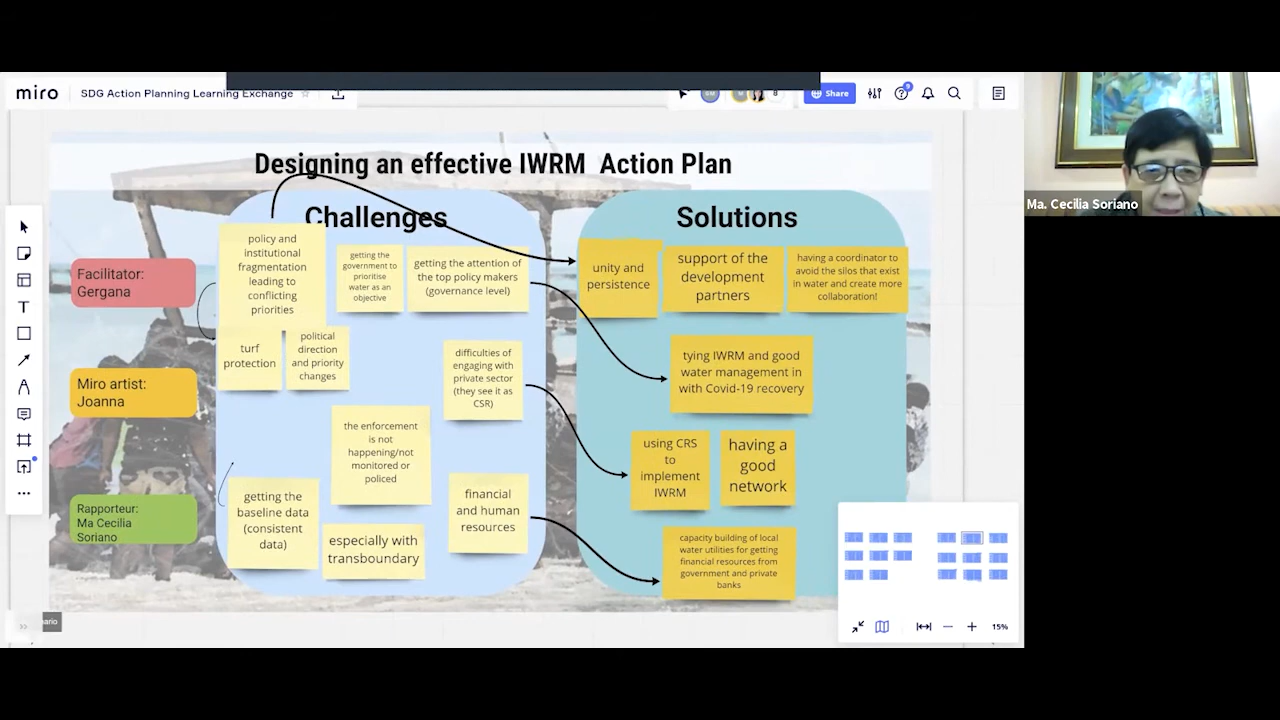 miro
SDG Action Planning Learning Exchange
8
Share
9
Designing an effective IWRM Action Plan
Challenges
Solutions
Facilitator:
Gergana
Miro artist:
Joanna
Rapporteur:
Ma Cecilia
Soriano
policy and
institutional
fragmentation
leading to
conflicting
priorities
getting the
government to
prioritise
water as an
objective
getting the attention of
the top policy makers
(governance level)
turf
protection
political
direction
and priority
changes
difficulties of
engaging with
private sector
(they see it as
CSR)
the enforcement
is not
happening/not
monitored or
policed
getting the
baseline data
(consistent
data)
especially with
transboundary
financial
and human
resources
unity and
persistence
support of the
development
partners
having a coordinator to
avoid the silos that exist
in water and create more
collaboration!
tying IWRM and good
water management in
with Covid-19 recovery
using CRS
to
implement
IWRM
having a
good
network
capacity building of local
water utilities for getting
financial resources from
government and private
banks
15%
Ma. Cecilia Soriano